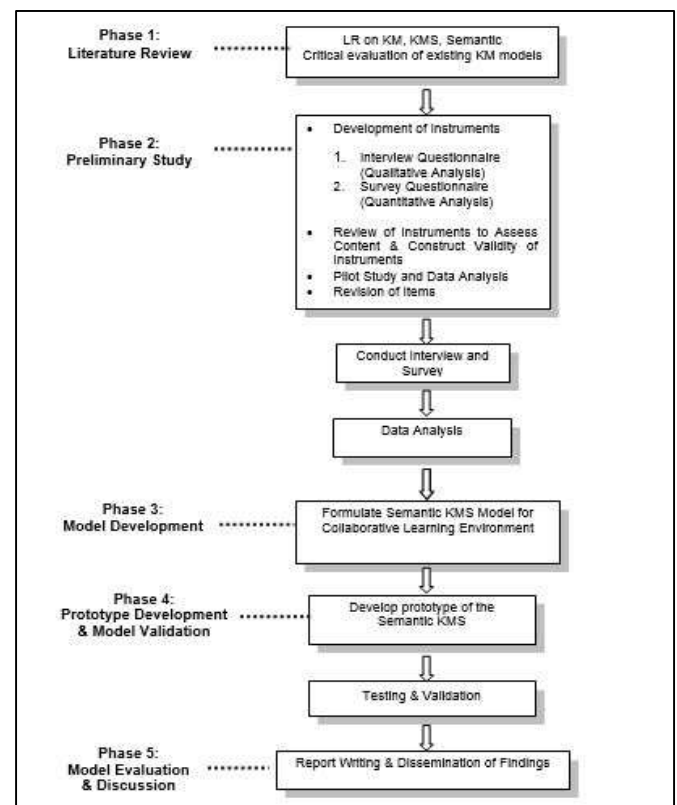 Phase 1:
Literature Review
LR on KM, KMS, Semantic
Critical evaluation of existing KM models
Phase 2:
Preliminary Study
• Development of Instruments
1. Interview Questionnaire
(Qualitative Analysis)
2. Survey Questionnaire
(Quantitative Analysis)
• Review of Instruments to Assess
Content & Construct Validity of
Instruments
• Pilot Study and Data Analysis
• Revision of Items
Conduct Interview and
Survey
Data Analysis
Phase 3:
Model Development
Formulate Semantic KMS Model for
Collaborative Learning Environment
Phase 4:
Prototype Development
& Model Validation
Develop prototype of the
Semantic KMS
Testing & Validation
Phase 5:
Model Evaluation
& Discussion
Report Writing & Dissemination of Findings